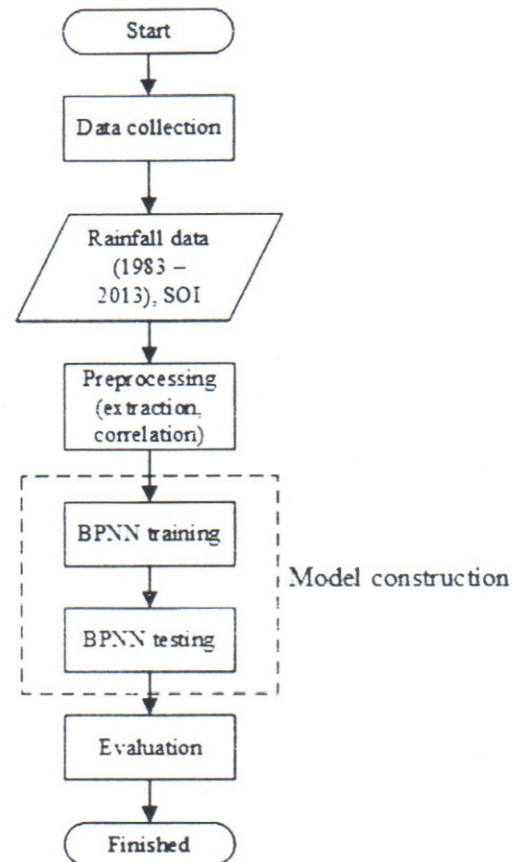 Start
Data collection
Rainfall data
(1983 –
2013), SOI
Preprocessing
(extraction,
correlation)
BPNN training
Model construction
BPNN testing
Evaluation
Finished